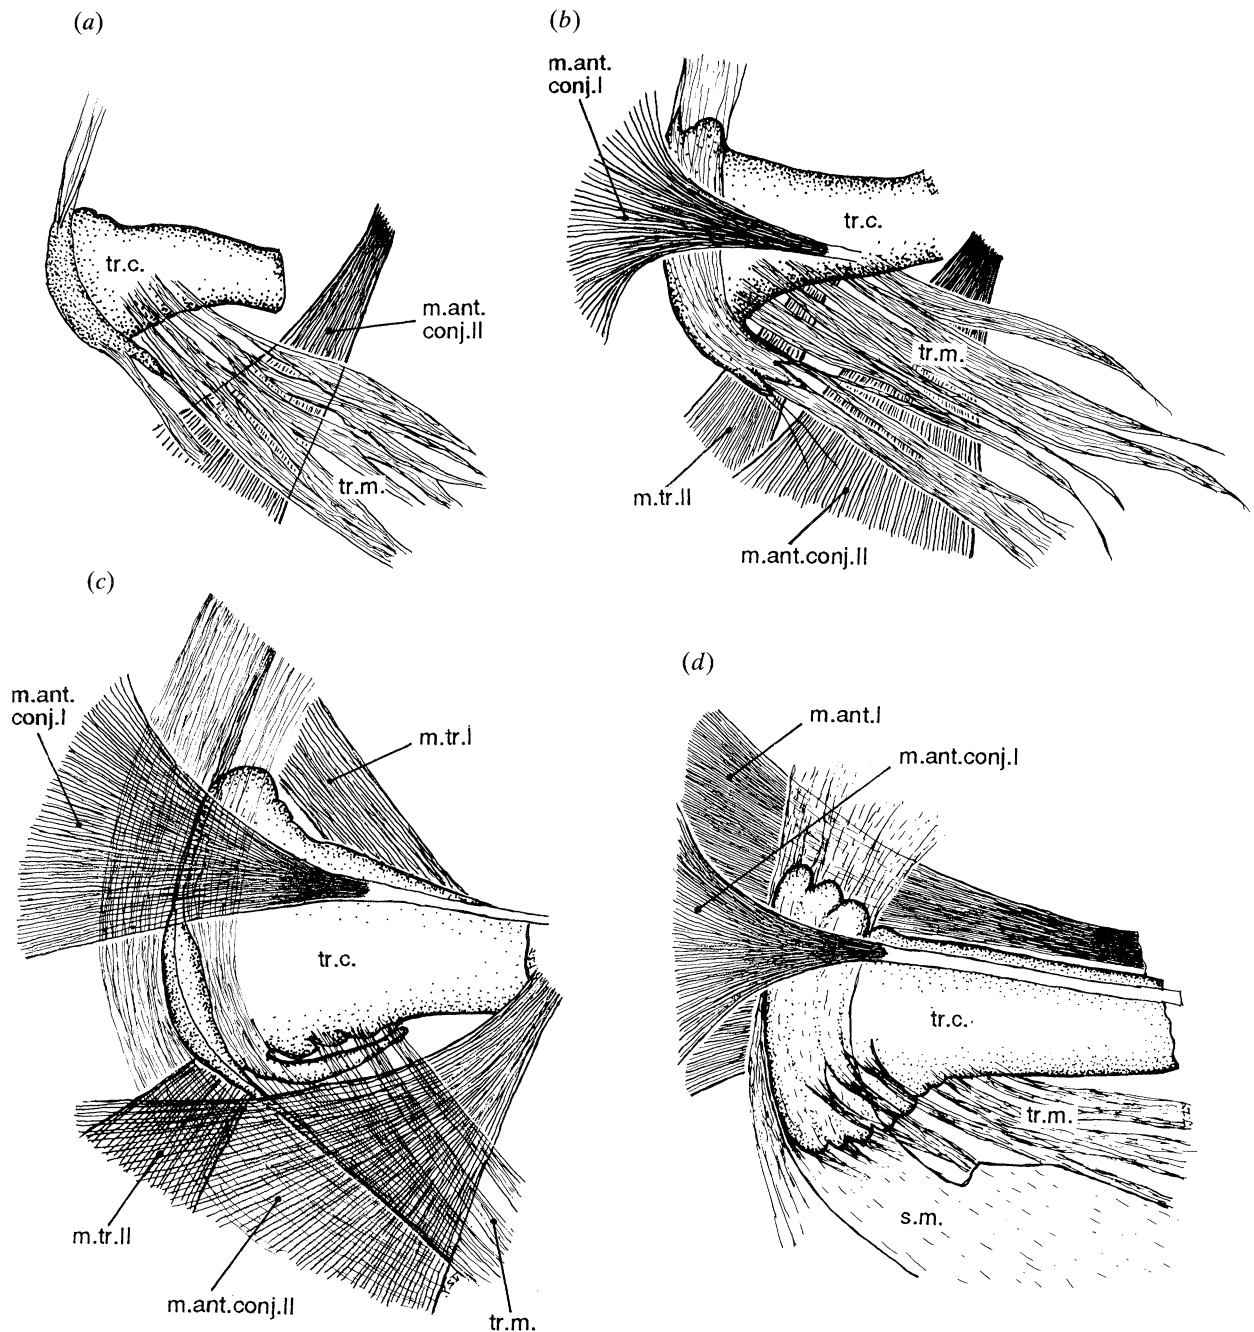 (a)
tr.c.
m.ant.
conj.II
tr.m.
(b)
m.ant.
conj.I
tr.c.
tr.m.
m.tr.II
m.ant.conj.II
(c)
m.ant.
conj.I
m.tr.I
tr.c.
m.tr.II
m.ant.conj.II
tr.m.
(d)
m.ant.I
m.ant.conj.I
tr.c.
tr.m.
s.m.